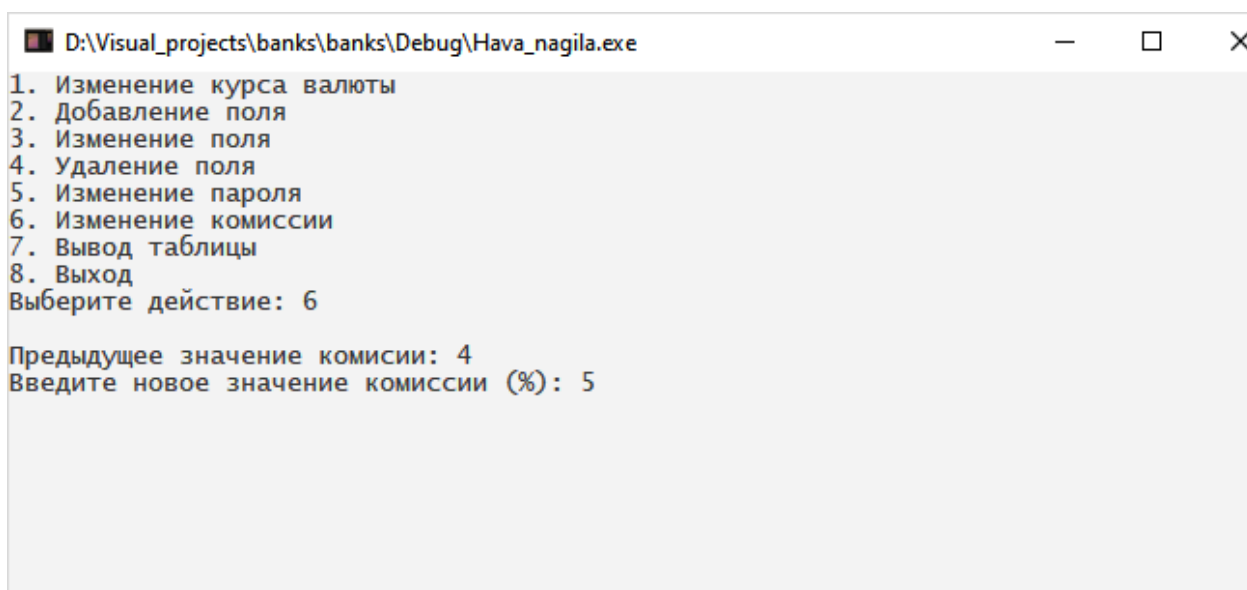 D:\Visual_projects\banks\banks\Debug\Hava_nagila.exe
1. Изменение курса валюты
2. Добавление поля
3. Изменение поля
4. Удаление поля
5. Изменение пароля
6. Изменение комиссии
7. Вывод таблицы
8. Выход
Выберите действие: 6
Предыдущее значение комисии: 4
Введите новое значение комиссии (%): 5